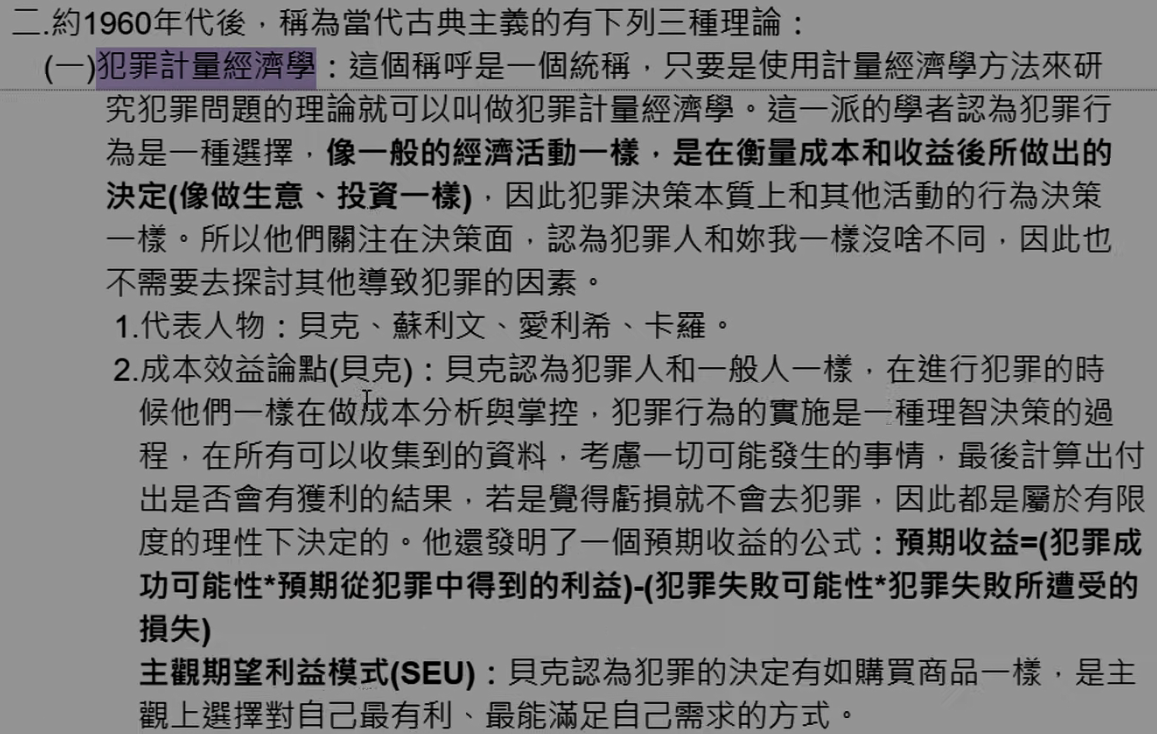 二.約1960年代後，稱為當代古典主義的有下列三種理論：
(一)犯罪計量經濟學：這個稱呼是一個統稱，只要是使用計量經濟學方法來研
究犯罪問題的理論就可以叫做犯罪計量經濟學。這一派的學者認為犯罪行
為是一種選擇，像一般的經濟活動一樣，是在衡量成本和收益後所做出的
決定(像做生意、投資一樣)，因此犯罪決策本質上和其他活動的行為決策
一樣。所以他們關注在決策面，認為犯罪人和妳我一樣沒啥不同，因此也
不需要去探討其他導致犯罪的因素。
1.代表人物：貝克、蘇利文、愛利希、卡羅。
2.成本效益論點(貝克)：貝克認為犯罪人和一般人一樣，在進行犯罪的時
候他們一樣在做成本分析與掌控，犯罪行為的實施是一種理智決策的過
程，在所有可以收集到的資料，考慮一切可能發生的事情，最後計算出付
出是否會有獲利的結果，若是覺得虧損就不會去犯罪，因此都是屬於有限
度的理性下決定的。他還發明了一個預期收益的公式：預期收益=(犯罪成
功可能性*預期從犯罪中得到的利益)-(犯罪失敗可能性*犯罪失敗所遭受的
損失)
主觀期望利益模式(SEU)：貝克認為犯罪的決定有如購買商品一樣，是主
觀上選擇對自己最有利、最能滿足自己需求的方式。